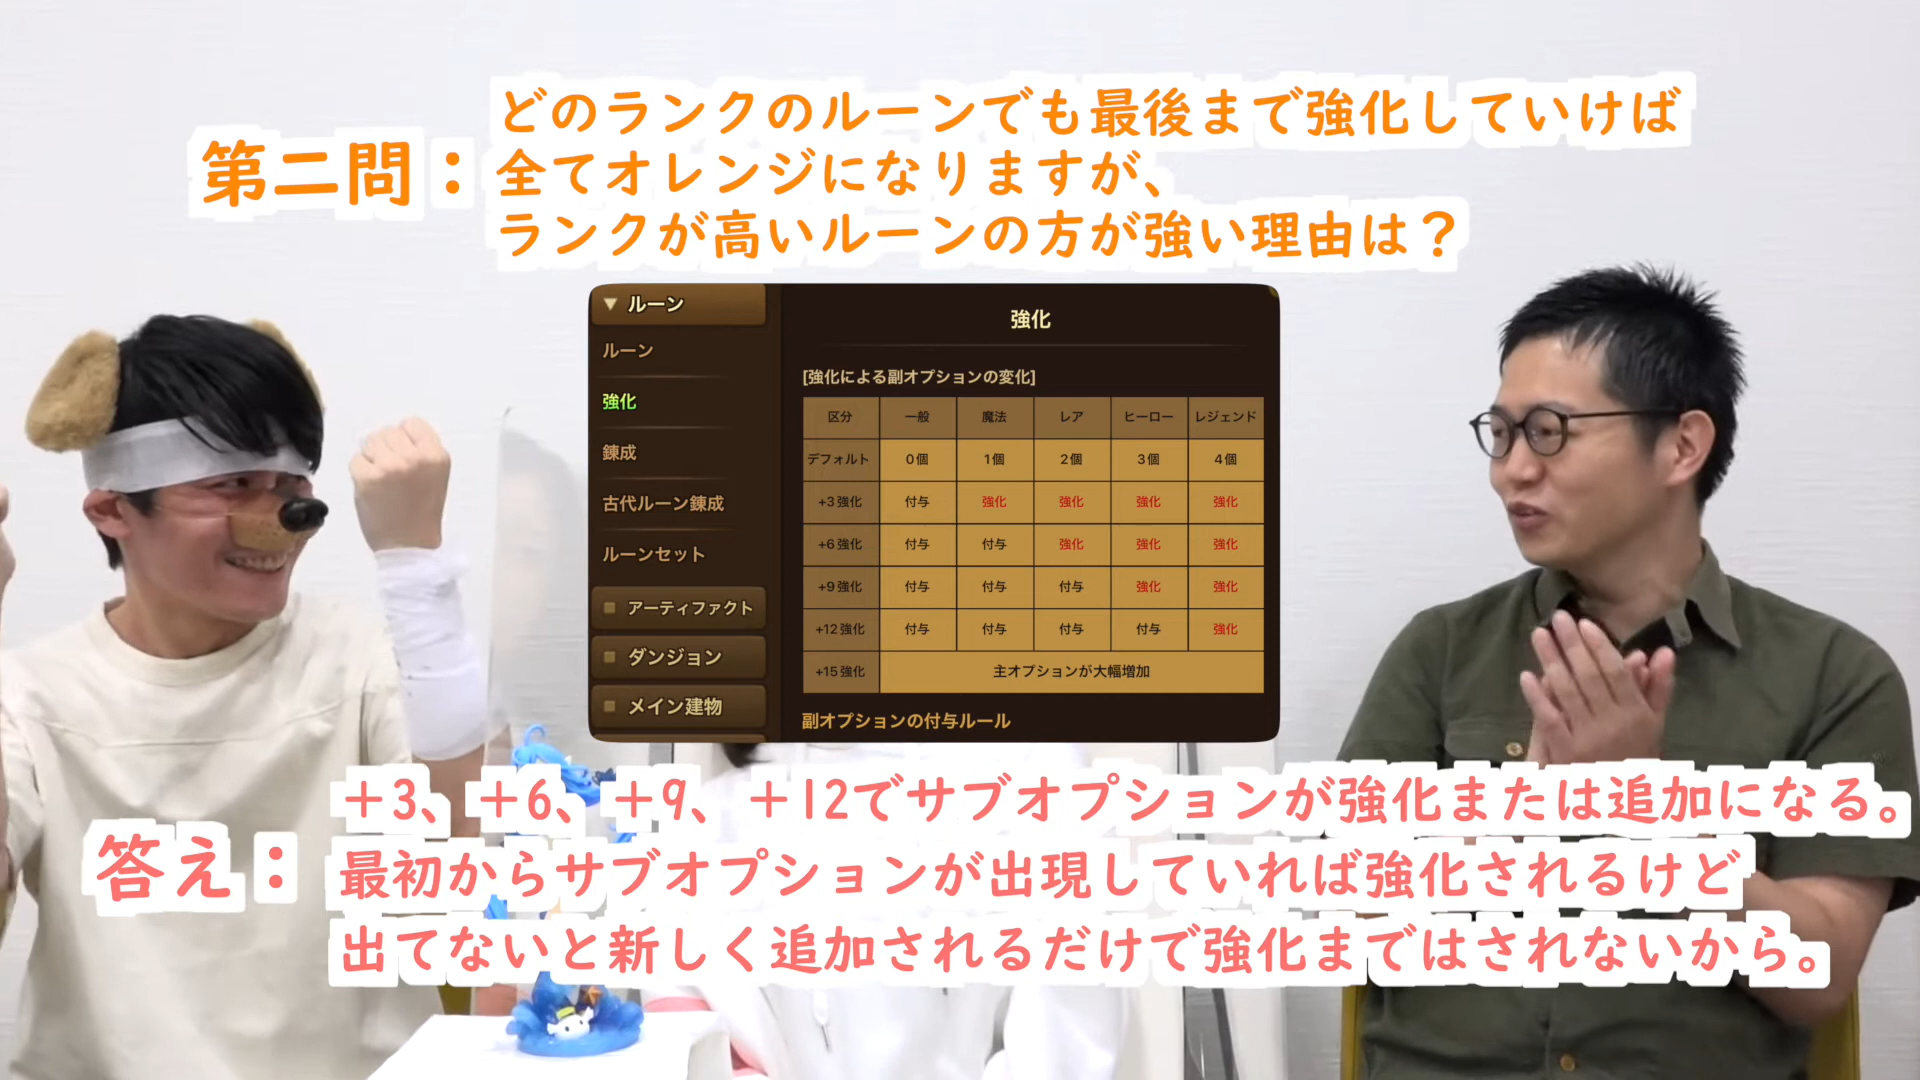 第二問:
どのランクのルーンでも最後まで強化していけば
全てオレンジになりますが、
ランクが高いルーンの方が強い理由は?
▼ ルーン
ルーン
強化
錬成
古代ルーン錬成
ルーンセット
アーティファクト
ダンジョン
メイン建物
強化
[強化による副オプションの変化]
区分 一般 魔法 レア ヒーロー レジェンド
デフォルト 0個 1個 2個 3個 4個
+3強化 付与 強化 強化 強化 強化
+6強化 付与 付与 強化 強化 強化
+9強化 付与 付与 付与 強化 強化
+12強化 付与 付与 付与 付与 強化
+15強化 主オプションが大幅増加
副オプションの付与ルール
答え:
+3、+6、+9、+12でサブオプションが強化または追加になる。
最初からサブオプションが出現していれば強化されるけど
出てないと新しく追加されるだけで強化まではされないから。